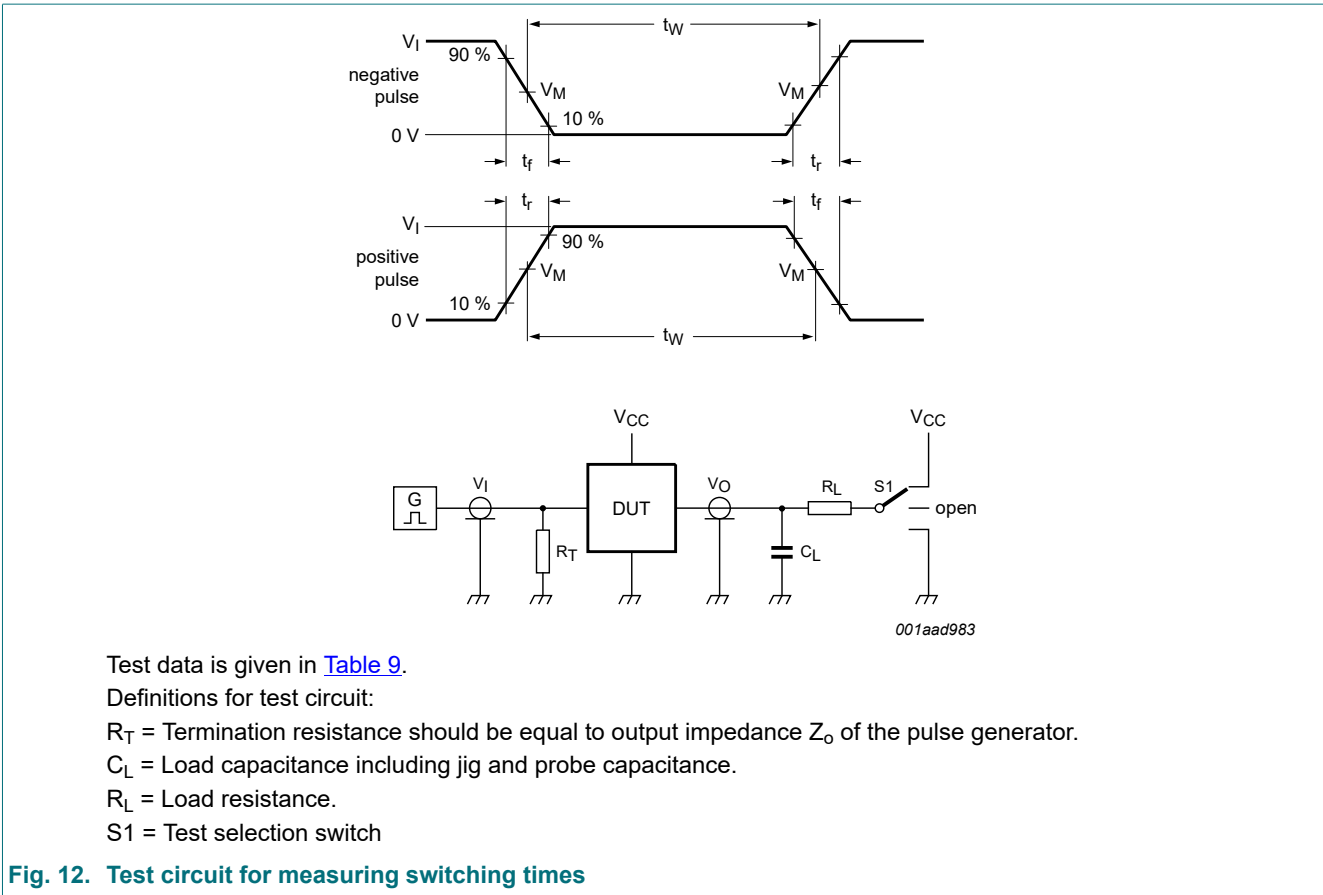 tW
VI
90 %
negative
pulse
VM
VM
10 %
0 V
tf
tr
tr
tf
VI
90 %
positive
pulse
VM
VM
10 %
0 V
tW
VCC
VCC
G
VI
DUT
VO
RL
S1
open
RT
CL
001aad983
Test data is given in Table 9.
Definitions for test circuit:
RT = Termination resistance should be equal to output impedance Zo of the pulse generator.
CL = Load capacitance including jig and probe capacitance.
RL = Load resistance.
S1 = Test selection switch
Fig. 12. Test circuit for measuring switching times